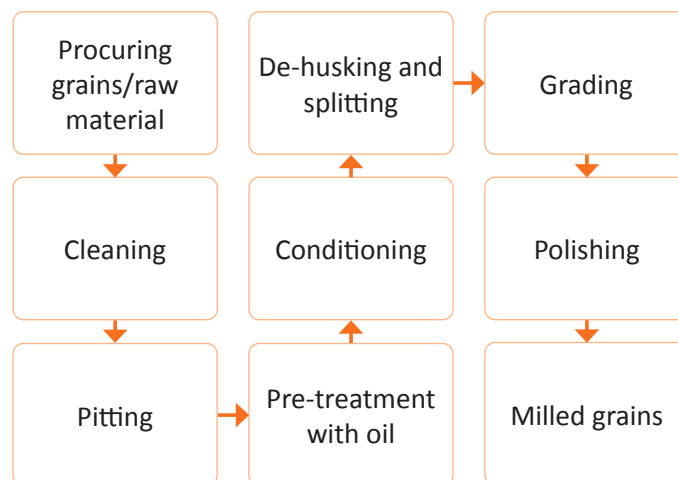 Procuring
grains/raw
material
Cleaning
Pitting
Pre-treatment
with oil
Conditioning
De-husking and
splitting
Grading
Polishing
Milled grains